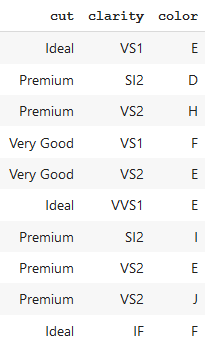 cut clarity color
Ideal VS1 E
Premium SI2 D
Premium VS2 H
Very Good VS1 F
Very Good VS2 E
Ideal VVS1 E
Premium SI2 I
Premium VS2 E
Premium VS2 J
Ideal IF F